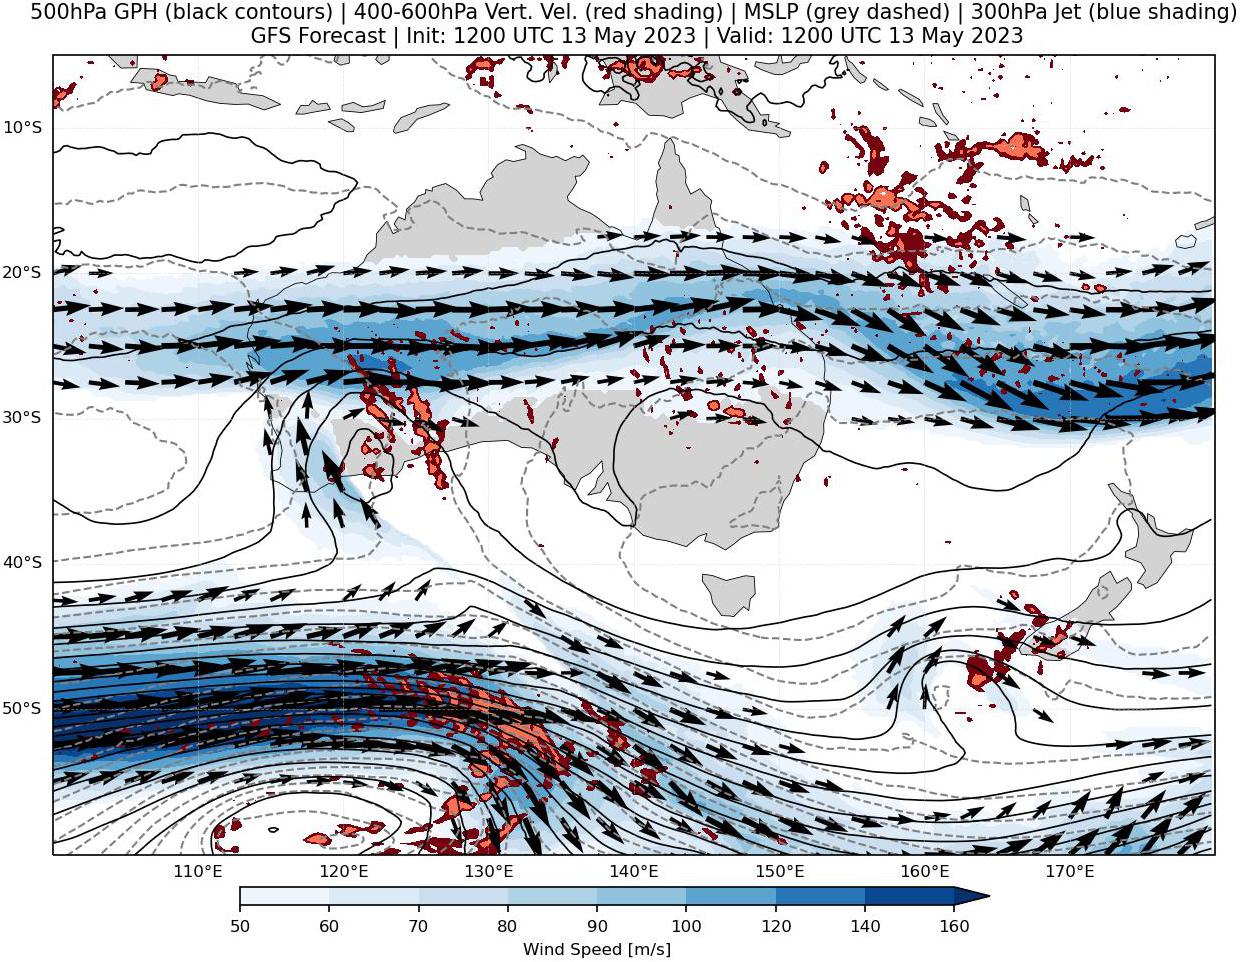 500hPa GPH (black contours) | 400-600hPa Vert. Vel. (red shading) | MSLP (grey dashed) | 300hPa Jet (blue shading)
GFS Forecast | Init: 1200 UTC 13 May 2023 | Valid: 1200 UTC 13 May 2023
10°S
20°S
30°S
40°S
50°S
110°E 120°E 130°E 140°E 150°E 160°E 170°E
50 60 70 80 90 100 120 140 160
Wind Speed [m/s]